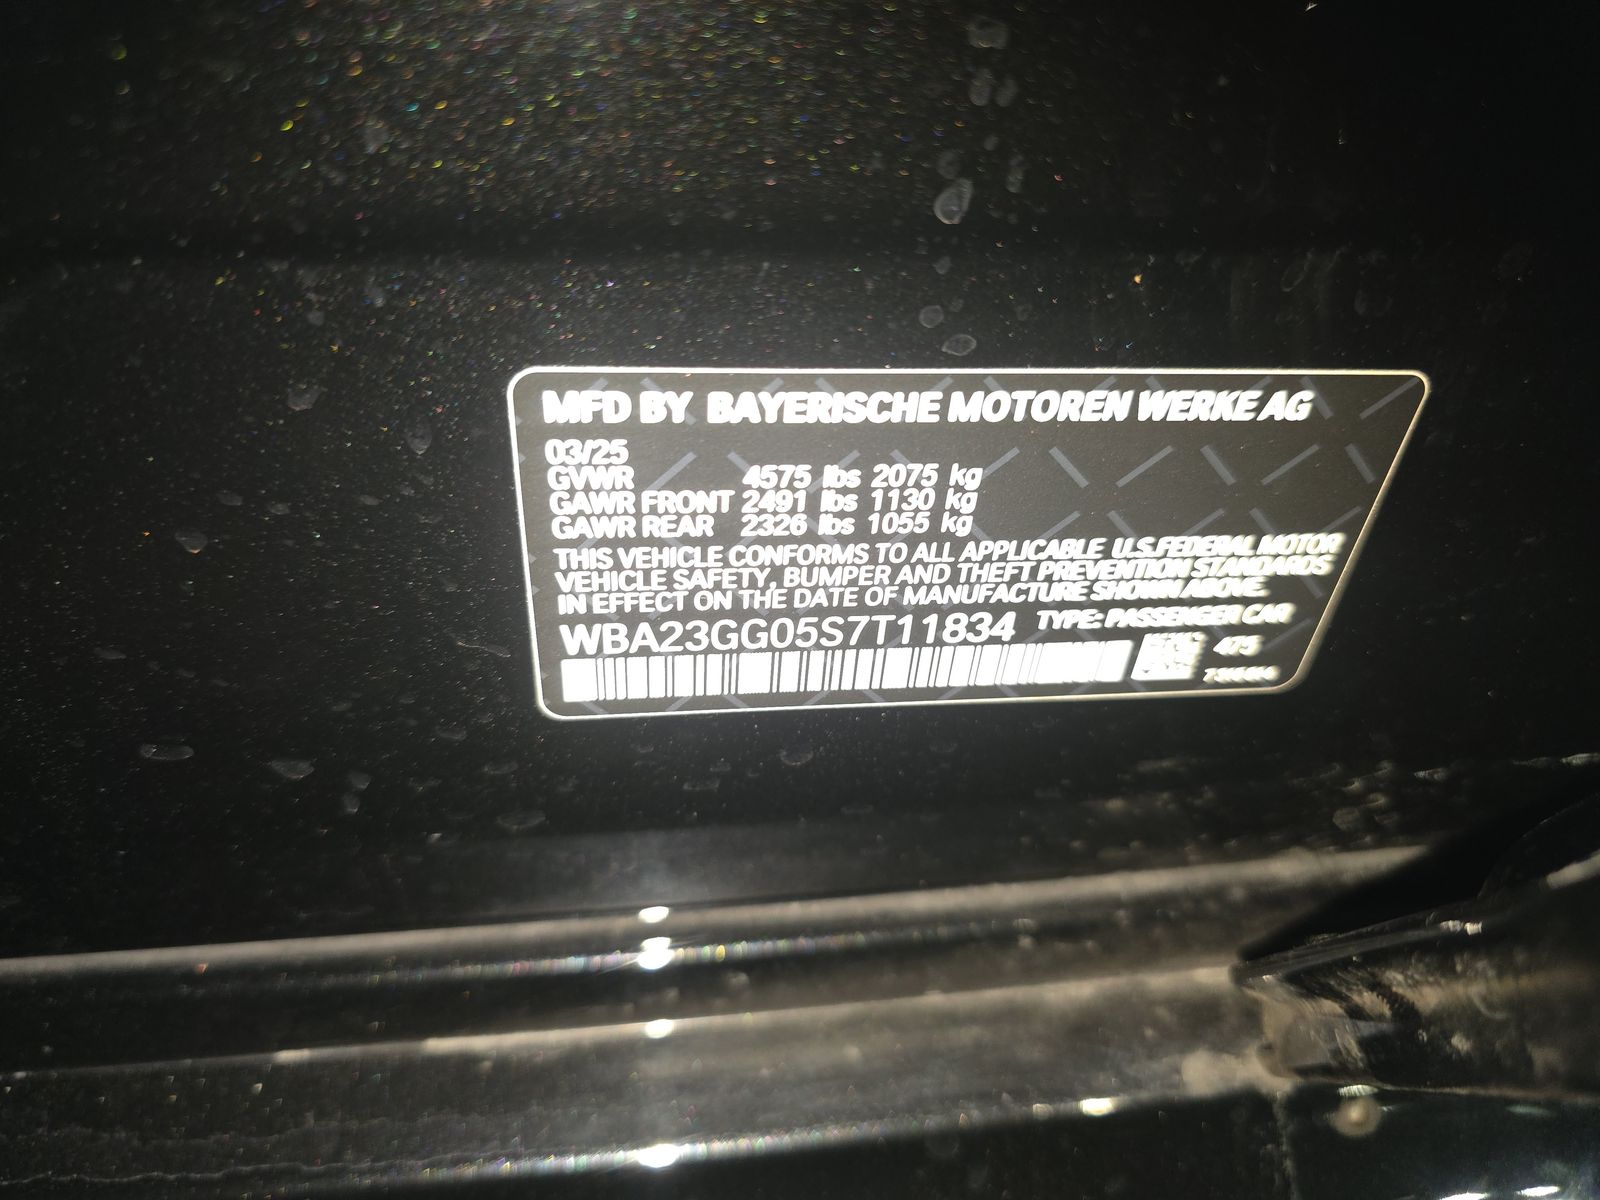 MFD BY BAYERISCHE MOTOREN WERKE AG
03/25
GVWR 4575 lbs 2075 kg
GAWR FRONT 2491 lbs 1130 kg
GAWR REAR 2326 lbs 1055 kg
THIS VEHICLE CONFORMS TO ALL APPLICABLE U.S.FEDERAL MOTOR
VEHICLE SAFETY, BUMPER AND THEFT PREVENTION STANDARDS
IN EFFECT ON THE DATE OF MANUFACTURE SHOWN ABOVE.
WBA23GG05S7T11834 TYPE: PASSENGER CAR
475